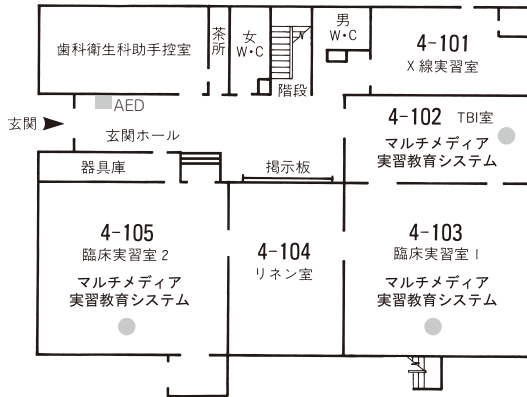 歯科衛生科助手控室
茶所
女
W・C
階段
男
W・C
4-101
X線実習室
AED
玄関
玄関ホール
4-102 TBI室
マルチメディア
実習教育システム
器具庫
掲示板
4-105
臨床実習室2
マルチメディア
実習教育システム
4-104
リネン室
4-103
臨床実習室1
マルチメディア
実習教育システム